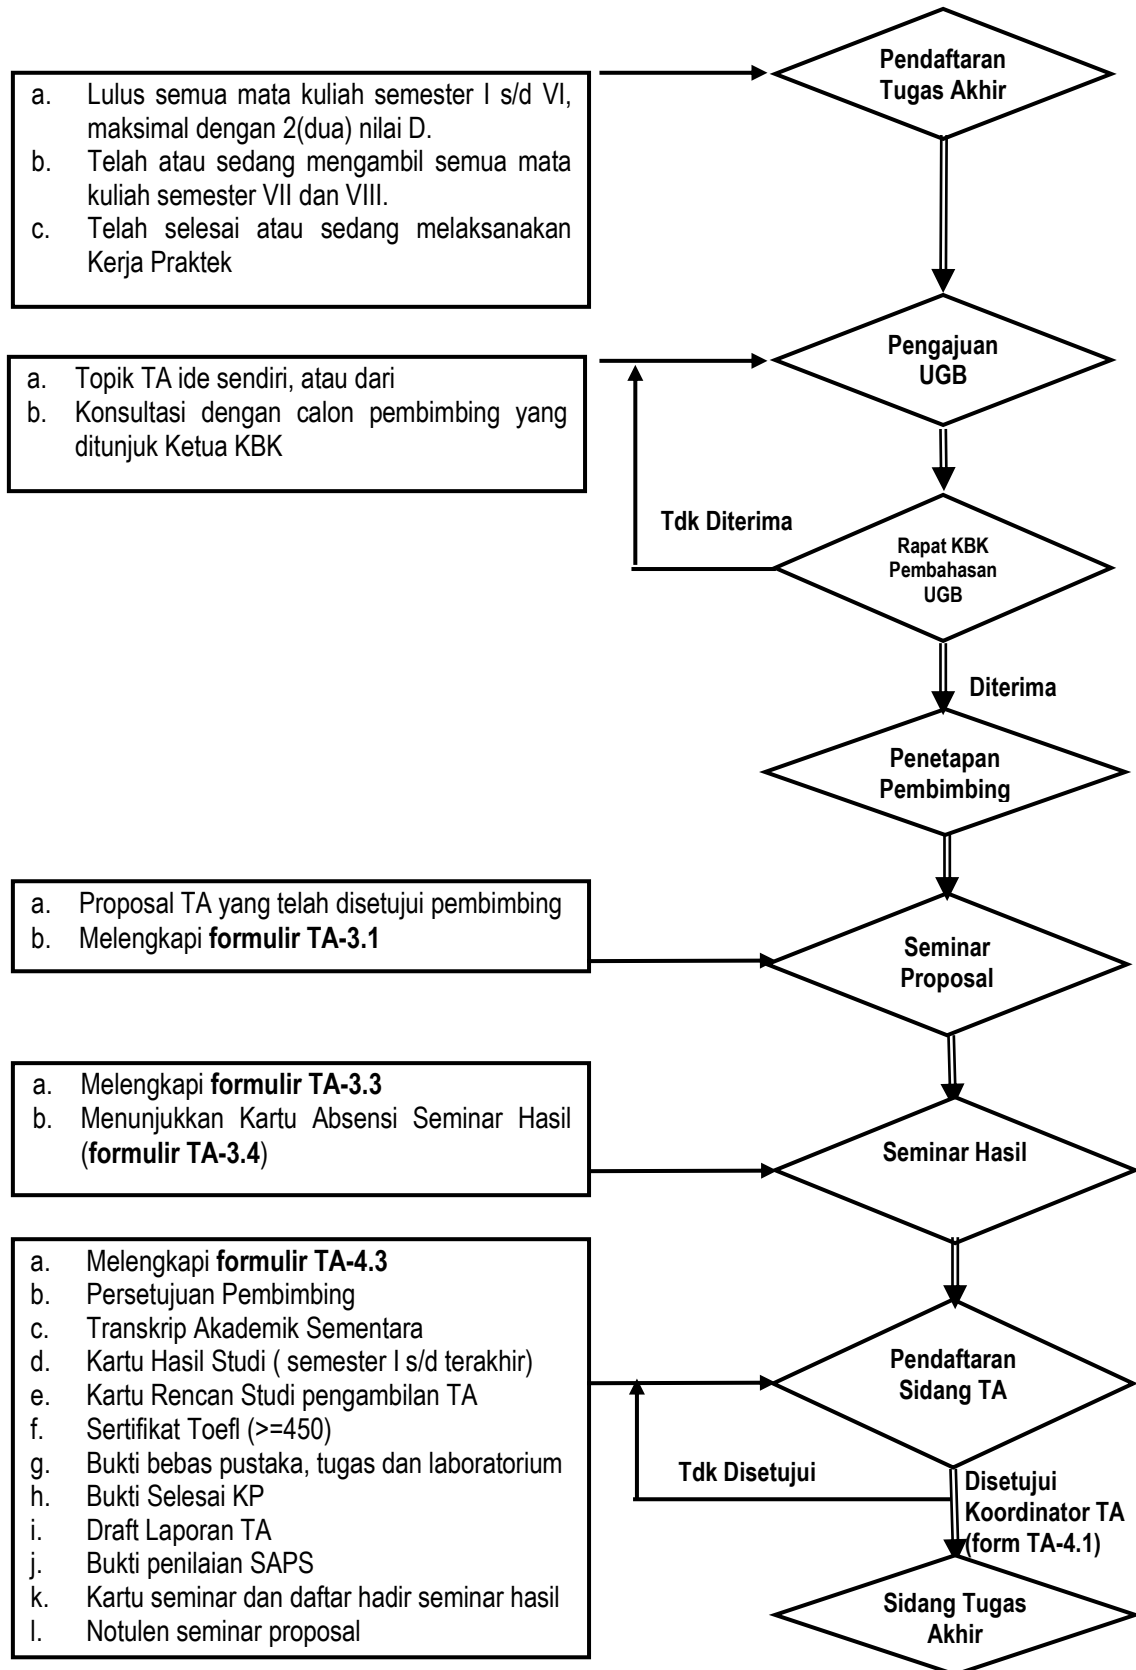 Pendaftaran
Tugas Akhir
a. Lulus semua mata kuliah semester I s/d VI,
maksimal dengan 2(dua) nilai D.
b. Telah atau sedang mengambil semua mata
kuliah semester VII dan VIII.
c. Telah selesai atau sedang melaksanakan
Kerja Praktek
Pengajuan
UGB
a. Topik TA ide sendiri, atau dari
b. Konsultasi dengan calon pembimbing yang
ditunjuk Ketua KBK
Tdk Diterima
Rapat KBK
Pembahasan
UGB
Diterima
Penetapan
Pembimbing
a. Proposal TA yang telah disetujui pembimbing
b. Melengkapi formulir TA-3.1
Seminar
Proposal
a. Melengkapi formulir TA-3.3
b. Menunjukkan Kartu Absensi Seminar Hasil
(formulir TA-3.4)
Seminar Hasil
a. Melengkapi formulir TA-4.3
b. Persetujuan Pembimbing
c. Transkrip Akademik Sementara
d. Kartu Hasil Studi ( semester I s/d terakhir)
e. Kartu Rencan Studi pengambilan TA
f. Sertifikat Toefl (>=450)
g. Bukti bebas pustaka, tugas dan laboratorium
h. Bukti Selesai KP
i. Draft Laporan TA
j. Bukti penilaian SAPS
k. Kartu seminar dan daftar hadir seminar hasil
l. Notulen seminar proposal
Pendaftaran
Sidang TA
Tdk Disetujui
Disetujui
Koordinator TA
(form TA-4.1)
Sidang Tugas
Akhir